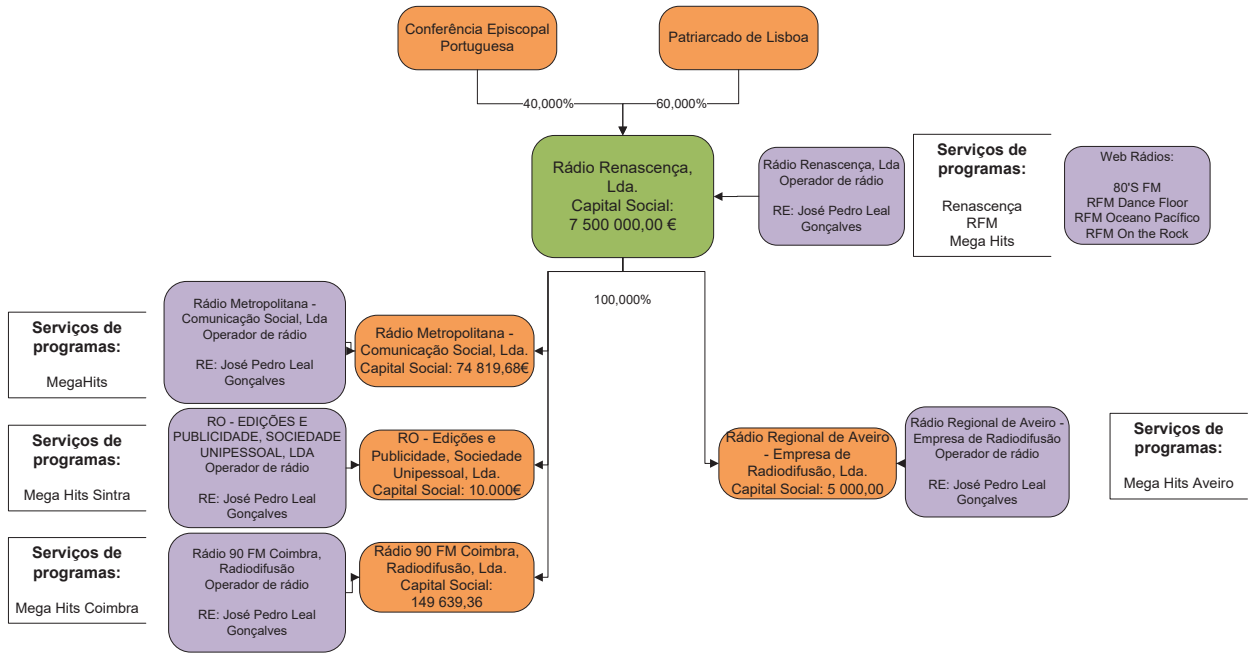 Conferência Episcopal
Portuguesa
Patriarcado de Lisboa
40,000%
60,000%
Rádio Renascença,
Lda.
Capital Social:
7 500 000,00 €
Rádio Renascença, Lda
Operador de rádio
RE: José Pedro Leal
Gonçalves
Serviços de
programas:
Renascença
RFM
Mega Hits
Web Rádios:
80'S FM
RFM Dance Floor
RFM Oceano Pacífico
RFM On the Rock
100,000%
Serviços de
programas:
MegaHits
Rádio Metropolitana -
Comunicação Social, Lda
Operador de rádio
RE: José Pedro Leal
Gonçalves
Rádio Metropolitana -
Comunicação Social, Lda.
Capital Social: 74 819,68€
Serviços de
programas:
Mega Hits Sintra
RO - EDIÇÕES E
PUBLICIDADE, SOCIEDADE
UNIPESSOAL, LDA
Operador de rádio
RE: José Pedro Leal
Gonçalves
RO - Edições e
Publicidade, Sociedade
Unipessoal, Lda.
Capital Social: 10.000€
Rádio Regional de Aveiro
- Empresa de
Radiodifusão, Lda.
Capital Social: 5 000,00
Rádio Regional de Aveiro -
Empresa de Radiodifusão
Operador de rádio
RE: José Pedro Leal
Gonçalves
Serviços de
programas:
Mega Hits Aveiro
Serviços de
programas:
Mega Hits Coimbra
Rádio 90 FM Coimbra,
Radiodifusão
Operador de rádio
RE: José Pedro Leal
Gonçalves
Rádio 90 FM Coimbra,
Radiodifusão, Lda.
Capital Social:
149 639,36